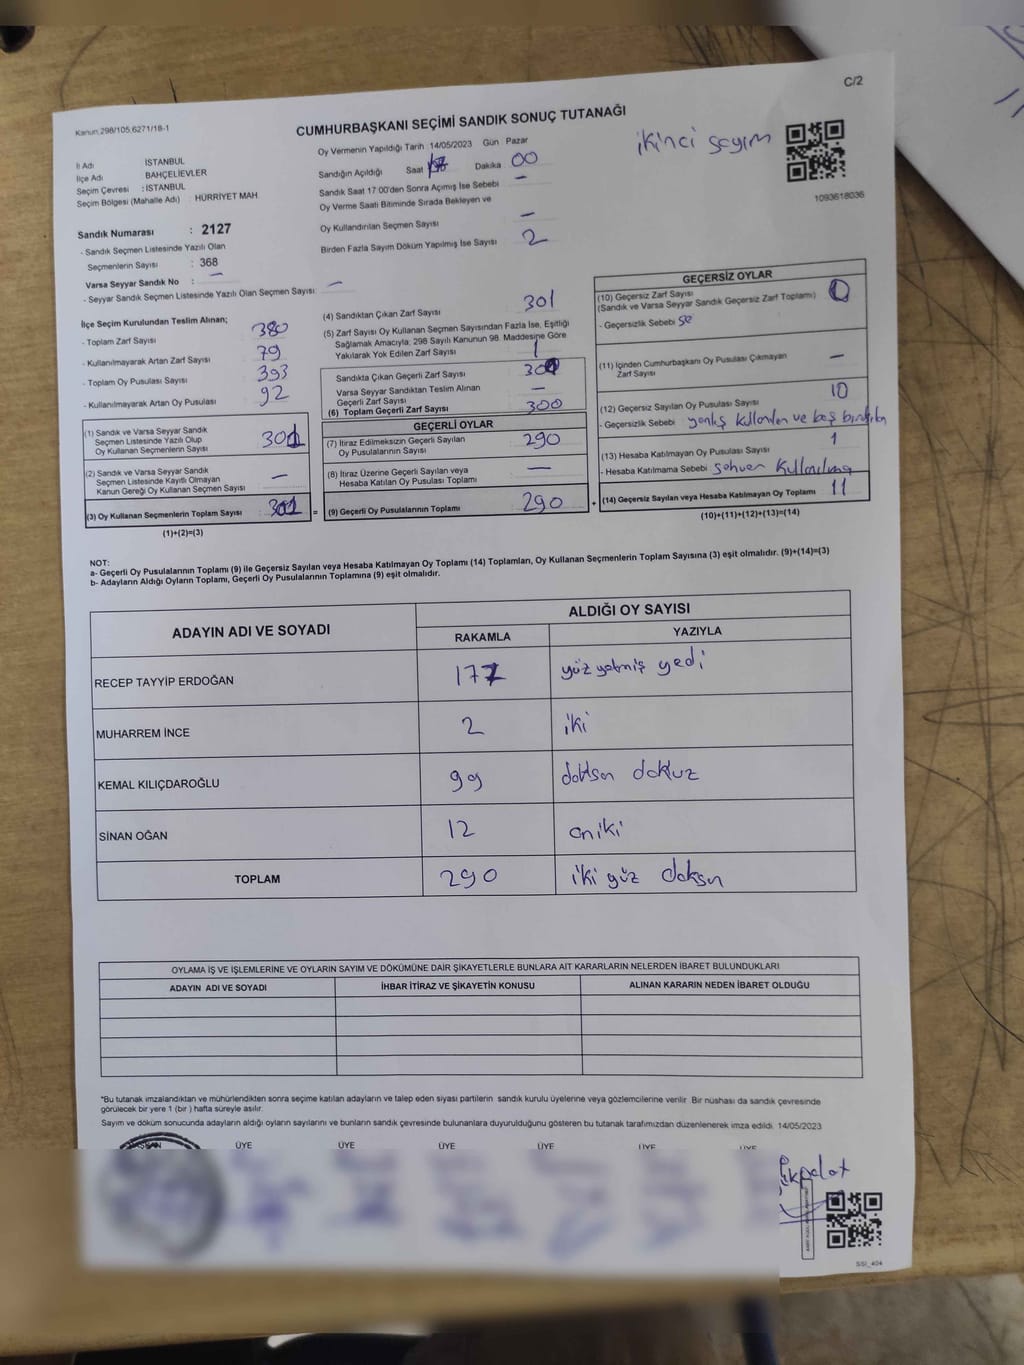 C/2
Kanun: 298/105,6271/18-1
CUMHURBAŞKANI SEÇİMİ SANDIK SONUÇ TUTANAĞI
ikinci sayım
İl Adı İSTANBUL
İlçe Adı BAHÇELİEVLER
Seçim Çevresi : İSTANBUL
Seçim Bölgesi (Mahalle Adı) : HÜRRİYET MAH
Oy Vermenin Yapıldığı Tarih 14/05/2023 Gün Pazar
Sandığın Açıldığı Saat Dakika 00
Sandık Saat 17 00'den Sonra Açımış İse Sebebi –
Oy Verme Saati Bitiminde Sırada Bekleyen ve
Oy Kullandırılan Seçmen Sayısı –
Birden Fazla Sayım Döküm Yapılmış İse Sayısı 2
1093618036
Sandık Numarası : 2127
- Sandık Seçmen Listesinde Yazılı Olan
Seçmenlerin Sayısı : 368
Varsa Seyyar Sandık No : –
- Seyyar Sandık Seçmen Listesinde Yazılı Olan Seçmen Sayısı: –
İlçe Seçim Kurulundan Teslim Alınan;
- Toplam Zarf Sayısı 380
- Kullanılmayarak Artan Zarf Sayısı 79
- Toplam Oy Pusulası Sayısı 393
- Kullanılmayarak Artan Oy Pusulası 92
(1) Sandık ve Varsa Seyyar Sandık
Seçmen Listesinde Yazılı Olup
Oy Kullanan Seçmenlerin Sayısı 301
(2) Sandık ve Varsa Seyyar Sandık
Seçmen Listesinde Kayıtlı Olmayan
Kanun Gereği Oy Kullanan Seçmen Sayısı –
(3) Oy Kullanan Seçmenlerin Toplam Sayısı 301 =
(1)+(2)=(3)
(4) Sandıktan Çıkan Zarf Sayısı 301
(5) Zarf Sayısı Oy Kullanan Seçmen Sayısından Fazla İse, Eşitliği
Sağlamak Amacıyla, 298 Sayılı Kanunun 98. Maddesine Göre
Yakılarak Yok Edilen Zarf Sayısı 1
Sandıkta Çıkan Geçerli Zarf Sayısı
Varsa Seyyar Sandıktan Teslim Alınan
Geçerli Zarf Sayısı –
(6) Toplam Geçerli Zarf Sayısı 300
GEÇERLİ OYLAR
(7) İtiraz Edilmeksizin Geçerli Sayılan
Oy Pusulasının Sayısı 290
(8) İtiraz Üzerine Geçerli Sayılan veya
Hesaba Katılan Oy Pusulası Toplamı –
(9) Geçerli Oy Pusulalarının Toplamı 290 +
GEÇERSİZ OYLAR
(10) Geçersiz Zarf Sayısı
(Sandık ve Varsa Seyyar Sandık Geçersiz Zarf Toplamı)
- Geçersizlik Sebebi
(11) İçinden Cumhurbaşkanı Oy Pusulası Çıkmayan
Zarf Sayısı –
10
(12) Geçersiz Sayılan Oy Pusulası Sayısı
- Geçersizlik Sebebi yanlış kullanılan ve boş
(13) Hesaba Katılmayan Oy Pusulası Sayısı 1
- Hesaba Katılmama Sebebi sehven kullanılmış
(14) Geçersiz Sayılan veya Hesaba Katılmayan Oy Toplamı 11
(10)+(11)+(12)+(13)=(14)
NOT:
a- Geçerli Oy Pusulalarının Toplamı (9) ile Geçersiz Sayılan veya Hesaba Katılmayan Oy Toplamı (14) Toplamları, Oy Kullanan Seçmenlerin Toplam Sayısına (3) eşit olmalıdır. (9)+(14)=(3)
b- Adayların Aldığı Oyların Toplamı, Geçerli Oy Pusulalarının Toplamına (9) eşit olmalıdır.
ADAYIN ADI VE SOYADI ALDIĞI OY SAYISI
RAKAMLA YAZIYLA
RECEP TAYYİP ERDOĞAN 177 yüz yetmiş yedi
MUHARREM İNCE 2 iki
KEMAL KILIÇDAROĞLU 99 doksan dokuz
SİNAN OĞAN 12 oniki
TOPLAM 290 iki yüz doksan
OYLAMA İŞ VE İŞLEMLERİNE VE OYLARIN SAYIM VE DÖKÜMÜNE DAİR ŞİKAYETLERLE BUNLARA AİT KARARLARIN NELERDEN İBARET BULUNDUKLARI
ADAYIN ADI VE SOYADI İHBAR İTİRAZ VE ŞİKAYETİN KONUSU ALINAN KARARIN NEDEN İBARET OLDUĞU
*Bu tutanak imzalandıktan ve mühürlendikten sonra seçime katılan adayların ve talep eden siyasi partilerin sandık kurulu üyelerine veya gözlemcilerine verilir. Bir nüshası da sandık çevresinde
görülecek bir yere 1 (bir) hafta süreyle asılır.
Sayım ve döküm sonucunda adayların aldığı oyların sayılarını ve bunların sandık çevresinde bulunanlara duyurulduğunu gösteren bu tutanak tarafımızdan düzenlenerek imza edildi. 14/05/2023
BAŞKAN ÜYE ÜYE ÜYE ÜYE ÜYE ÜYE
SSI_404